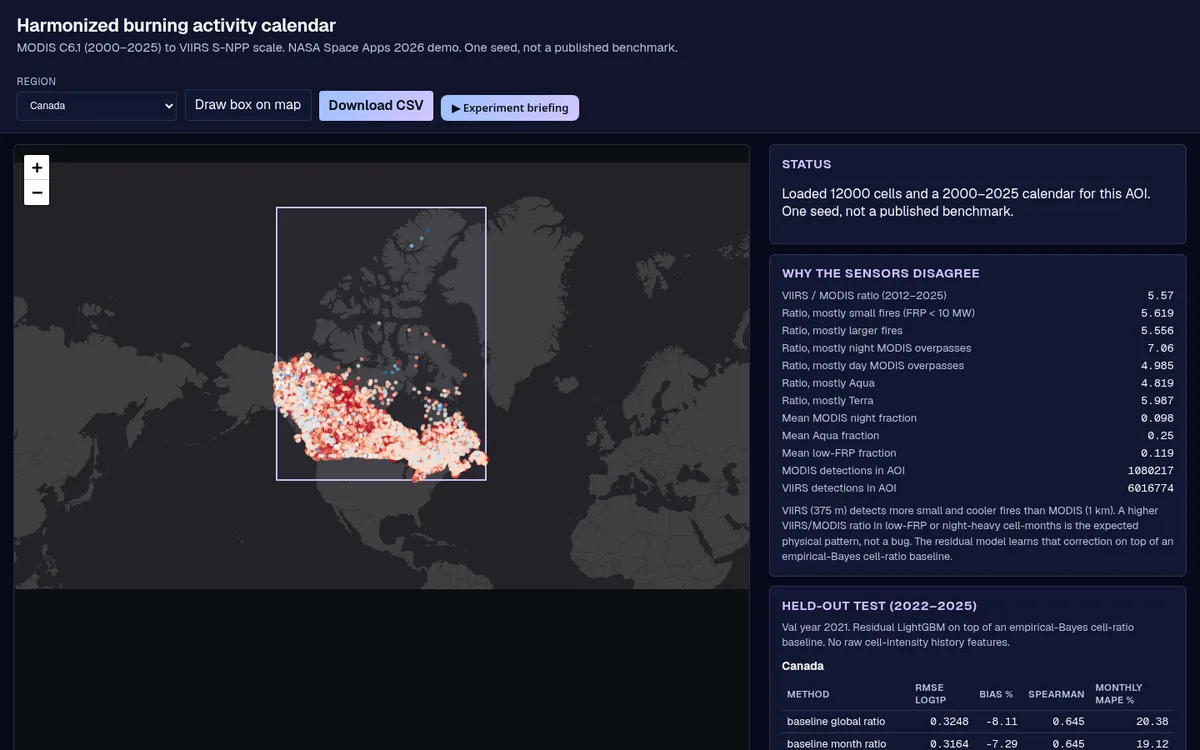 Harmonized burning activity calendar
MODIS C6.1 (2000–2025) to VIIRS S-NPP scale. NASA Space Apps 2026 demo. One seed, not a published benchmark.
REGION
Canada
Draw box on map
Download CSV
▶ Experiment briefing
+
−
STATUS
Loaded 12000 cells and a 2000–2025 calendar for this AOI.
One seed, not a published benchmark.
WHY THE SENSORS DISAGREE
VIIRS / MODIS ratio (2012–2025) 5.57
Ratio, mostly small fires (FRP < 10 MW) 5.619
Ratio, mostly larger fires 5.556
Ratio, mostly night MODIS overpasses 7.06
Ratio, mostly day MODIS overpasses 4.985
Ratio, mostly Aqua 4.819
Ratio, mostly Terra 5.987
Mean MODIS night fraction 0.098
Mean Aqua fraction 0.25
Mean low-FRP fraction 0.119
MODIS detections in AOI 1080217
VIIRS detections in AOI 6016774
VIIRS (375 m) detects more small and cooler fires than MODIS (1 km). A higher
VIIRS/MODIS ratio in low-FRP or night-heavy cell-months is the expected
physical pattern, not a bug. The residual model learns that correction on top of an
empirical-Bayes cell-ratio baseline.
HELD-OUT TEST (2022–2025)
Val year 2021. Residual LightGBM on top of an empirical-Bayes cell-ratio
baseline. No raw cell-intensity history features.
Canada
METHOD RMSE LOG1P BIAS % SPEARMAN MONTHLY MAPE %
baseline global ratio 0.3248 -8.11 0.645 20.38
baseline month ratio 0.3164 -7.29 0.645 19.12